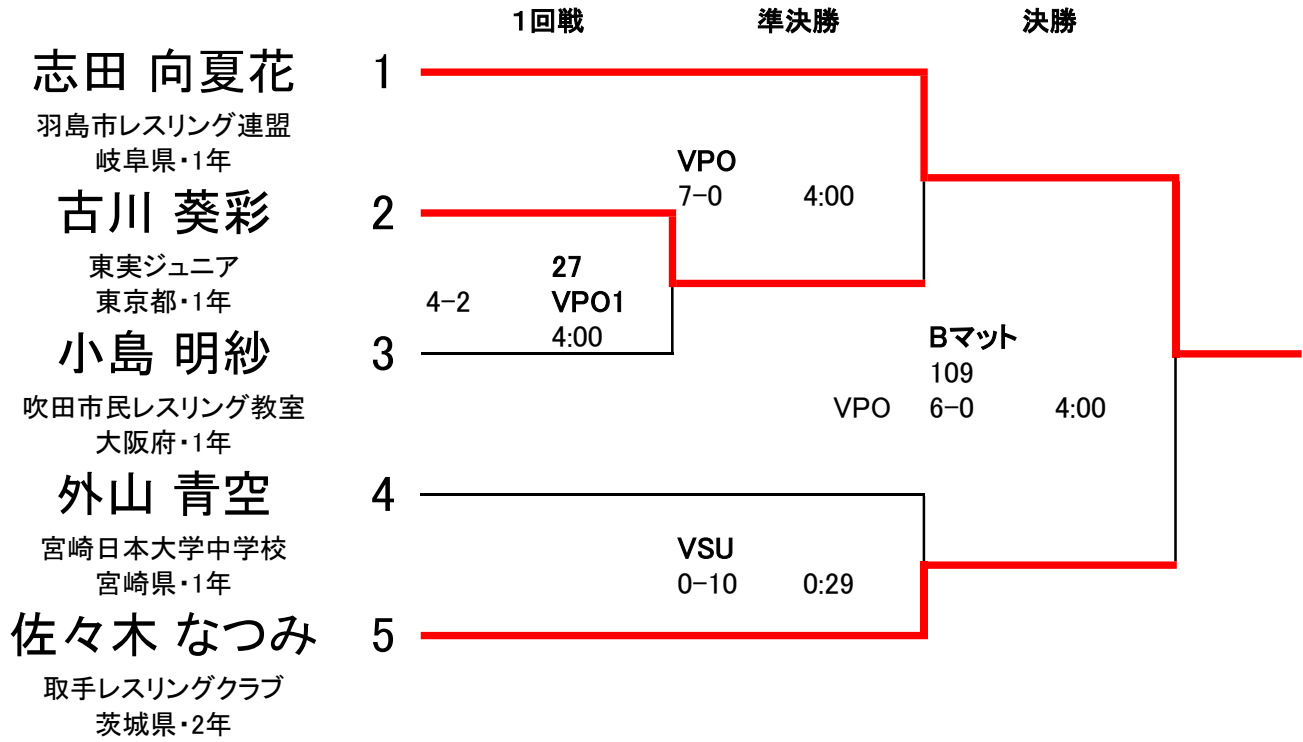 1回戦 準決勝 決勝
志田 向夏花 1
羽島市レスリング連盟
岐阜県・1年
VPO
7-0 4:00
古川 葵彩 2
東実ジュニア
東京都・1年
27
4-2 VPO1
4:00
小島 明紗 3
吹田市民レスリング教室
大阪府・1年
Bマット
109
VPO 6-0 4:00
外山 青空 4
宮崎日本大学中学校
宮崎県・1年
VSU
0-10 0:29
佐々木 なつみ 5
取手レスリングクラブ
茨城県・2年